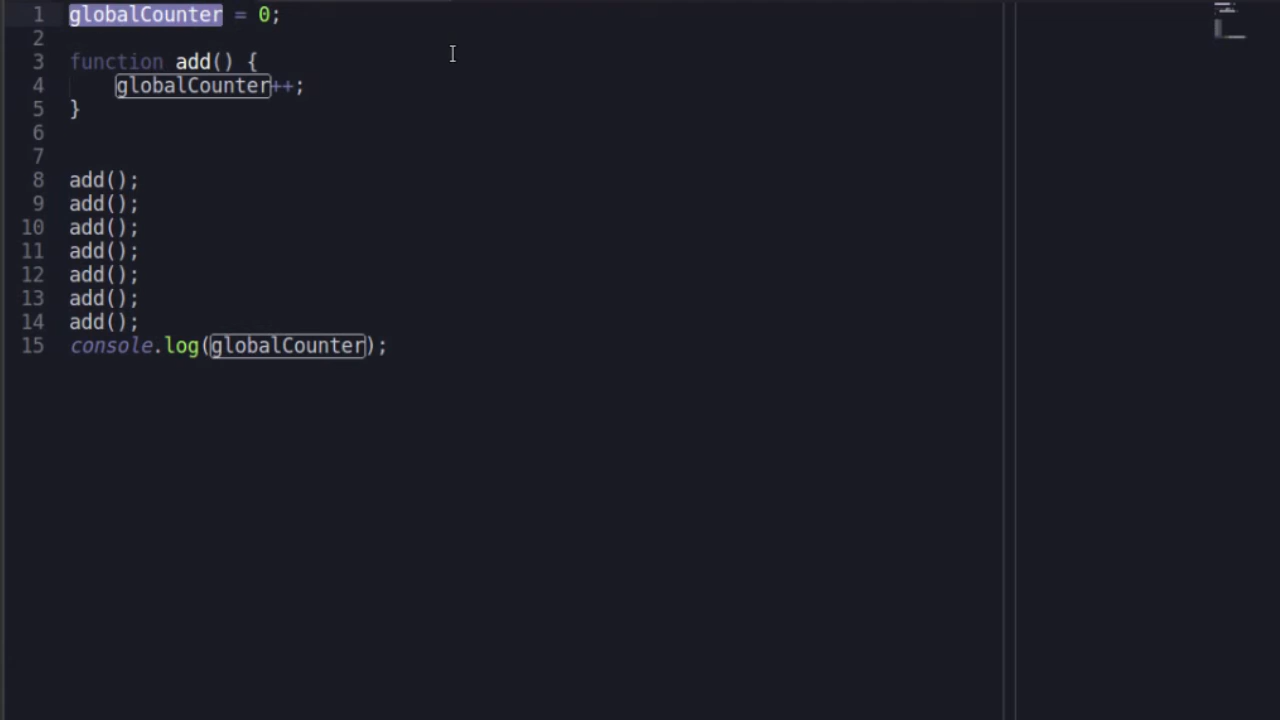 1 globalCounter = 0;
2
3 function add() {
4 globalCounter++;
5 }
6
7
8 add();
9 add();
10 add();
11 add();
12 add();
13 add();
14 add();
15 console.log(globalCounter);